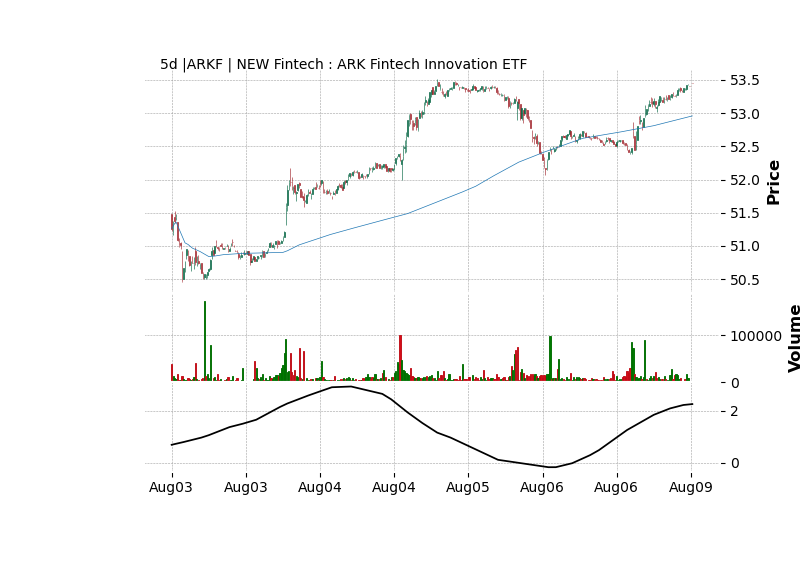 5d |ARKF | NEW Fintech : ARK Fintech Innovation ETF
53.5
53.0
52.5
52.0
51.5
51.0
50.5
Price
100000
0
Volume
2
0
Aug03 Aug03 Aug04 Aug04 Aug05 Aug06 Aug06 Aug09